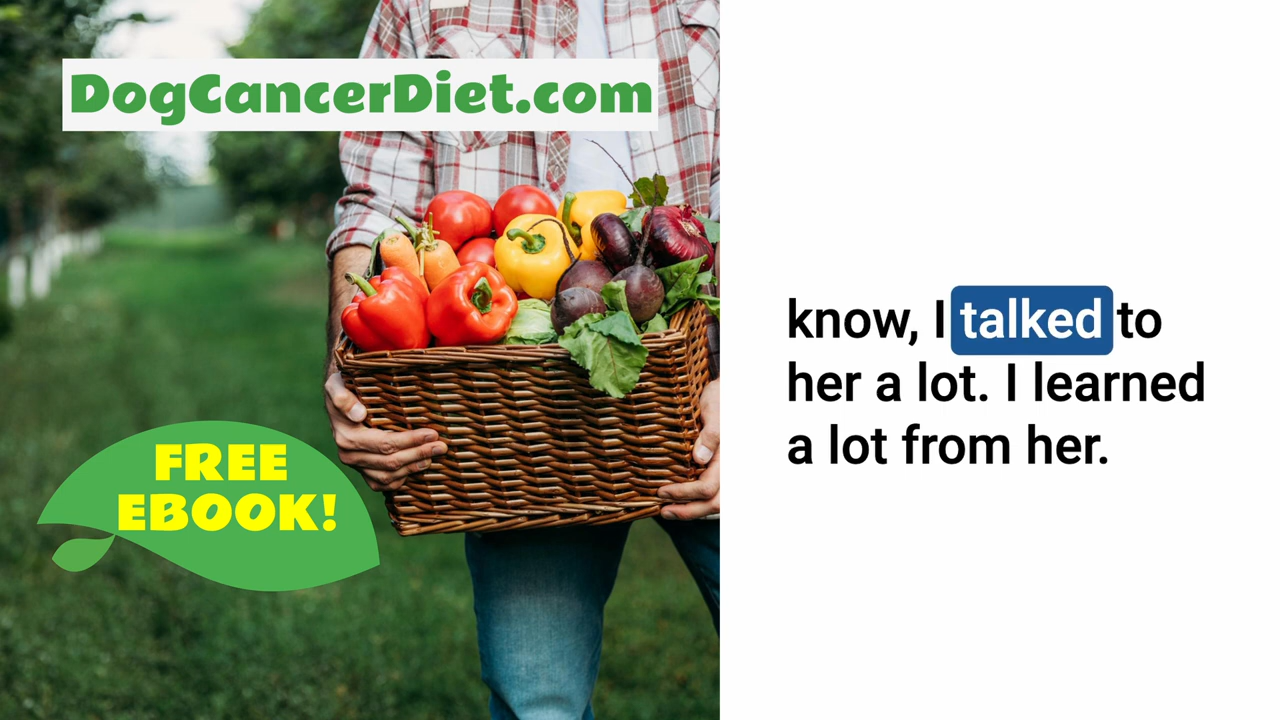 DogCancerDiet.com
FREE
EBOOK!
know, I talked to
her a lot. I learned
a lot from her.